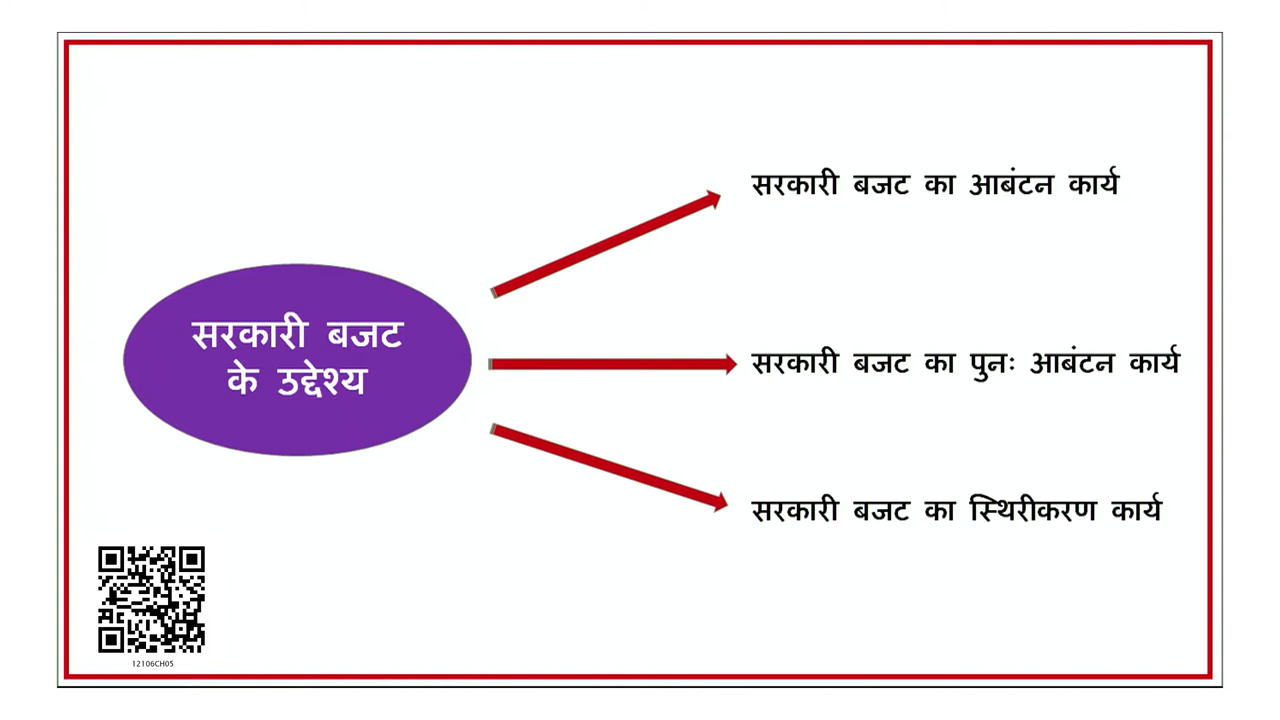 सरकारी बजट का आबंटन कार्य
सरकारी बजट
के उद्देश्य
सरकारी बजट का पुनः आबंटन कार्य
सरकारी बजट का स्थिरीकरण कार्य
12106CH05